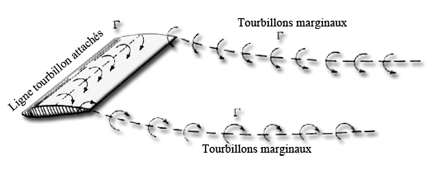 Γ
Tourbillons marginaux
Γ
Ligne tourbillon attachés
Γ
Tourbillons marginaux